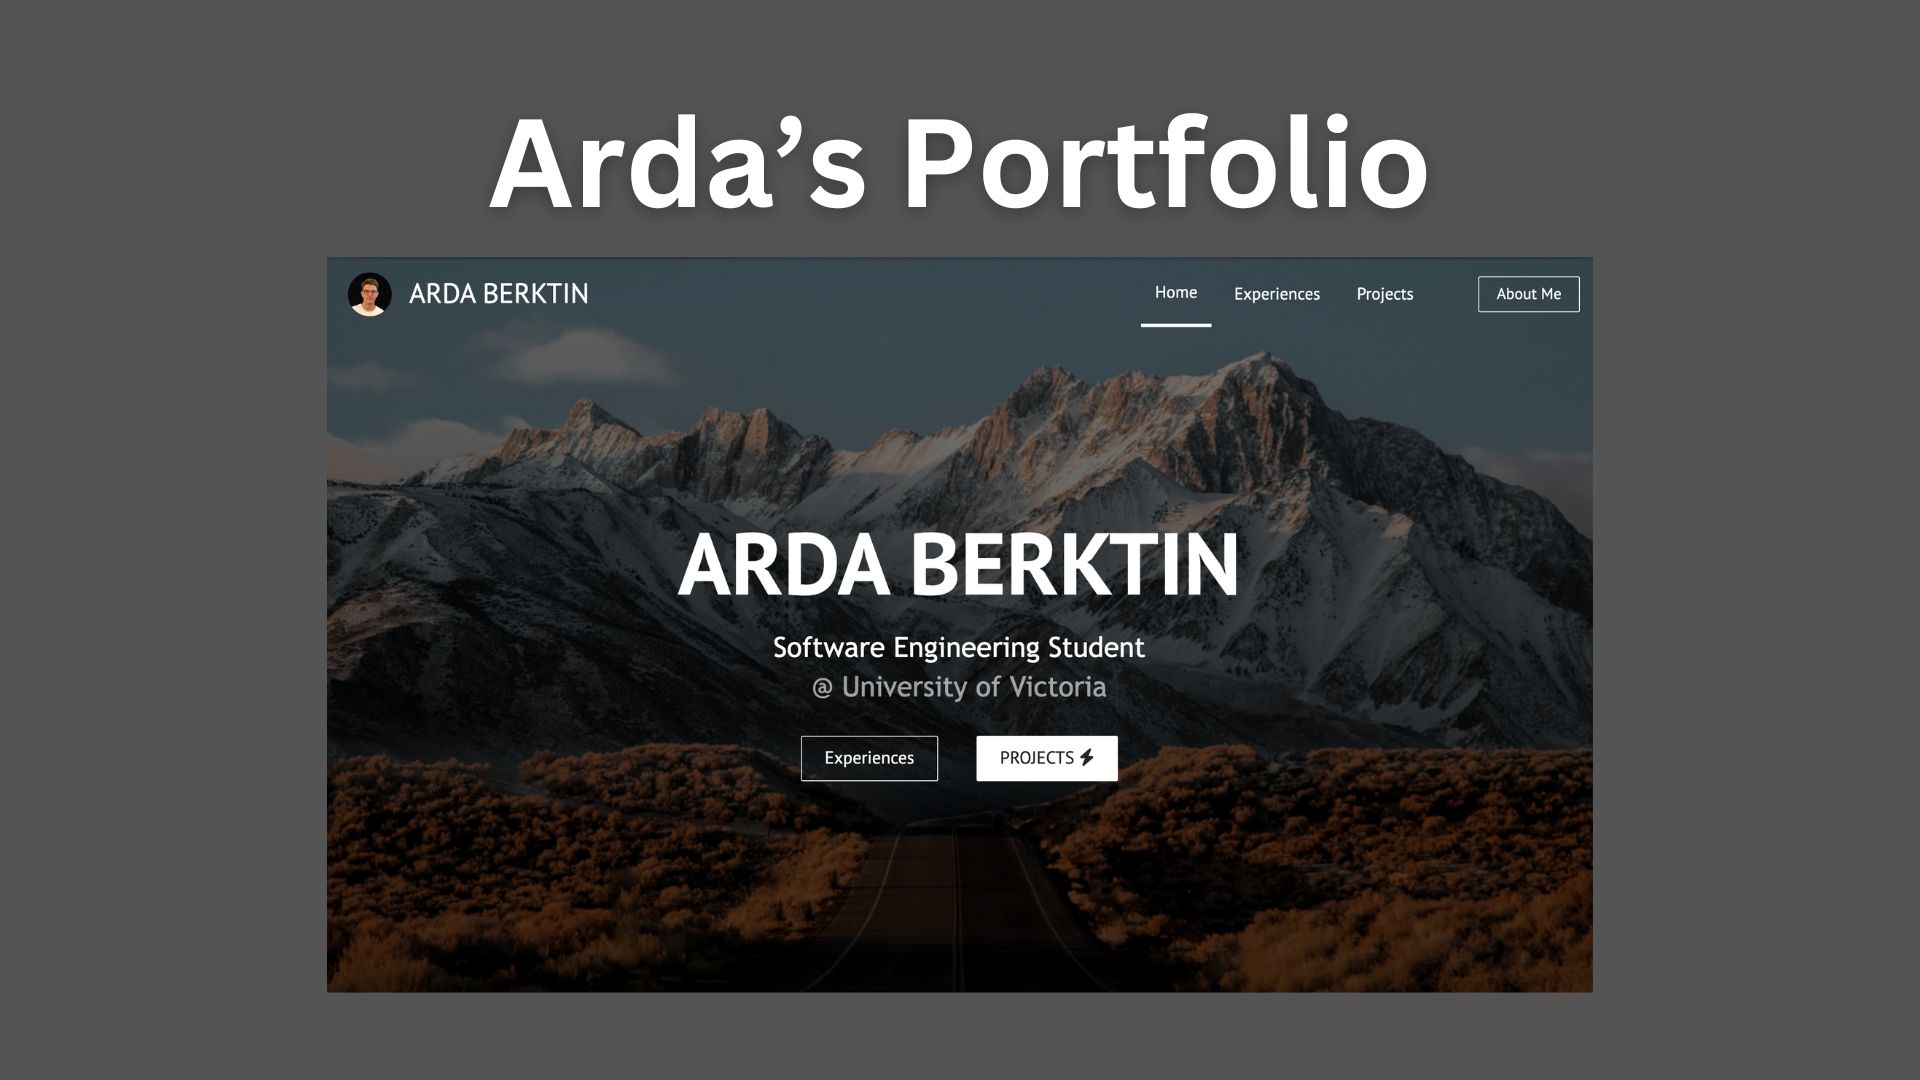 Arda’s Portfolio
ARDA BERKTIN
Home Experiences Projects About Me
ARDA BERKTIN
Software Engineering Student
@ University of Victoria
Experiences PROJECTS